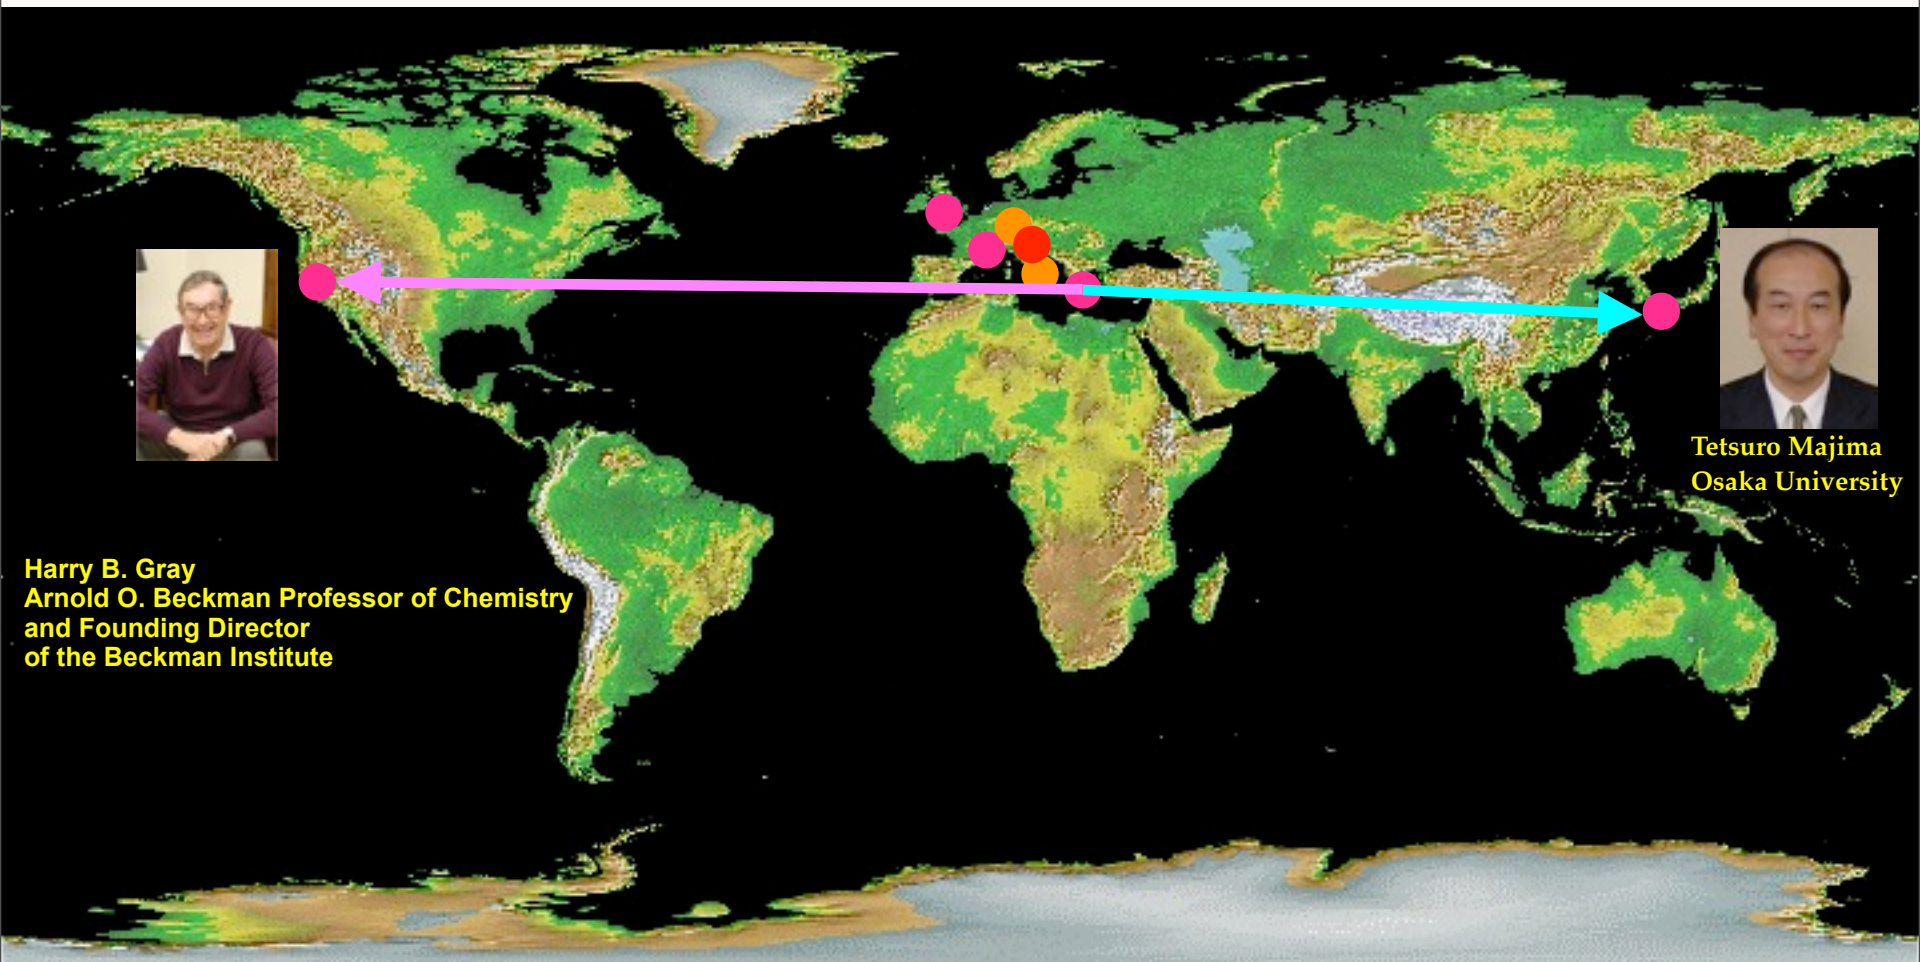 Tetsuro Majima
Osaka University
Harry B. Gray
Arnold O. Beckman Professor of Chemistry
and Founding Director
of the Beckman Institute